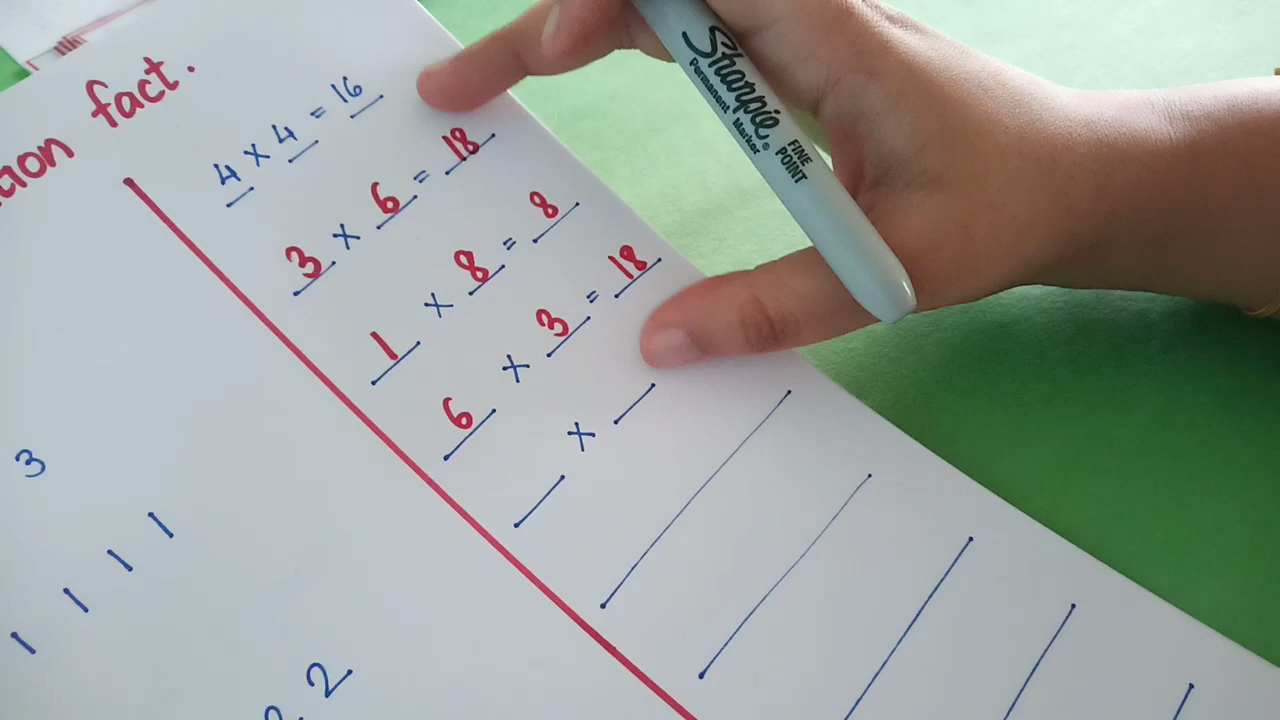 fact.
4 x 4 = 16
3 x 6 = 18
1 x 8 = 8
6 x 3 = 18
x
3
1 1 1 1
2
Sharpie®
Permanent Marker
FINE
POINT